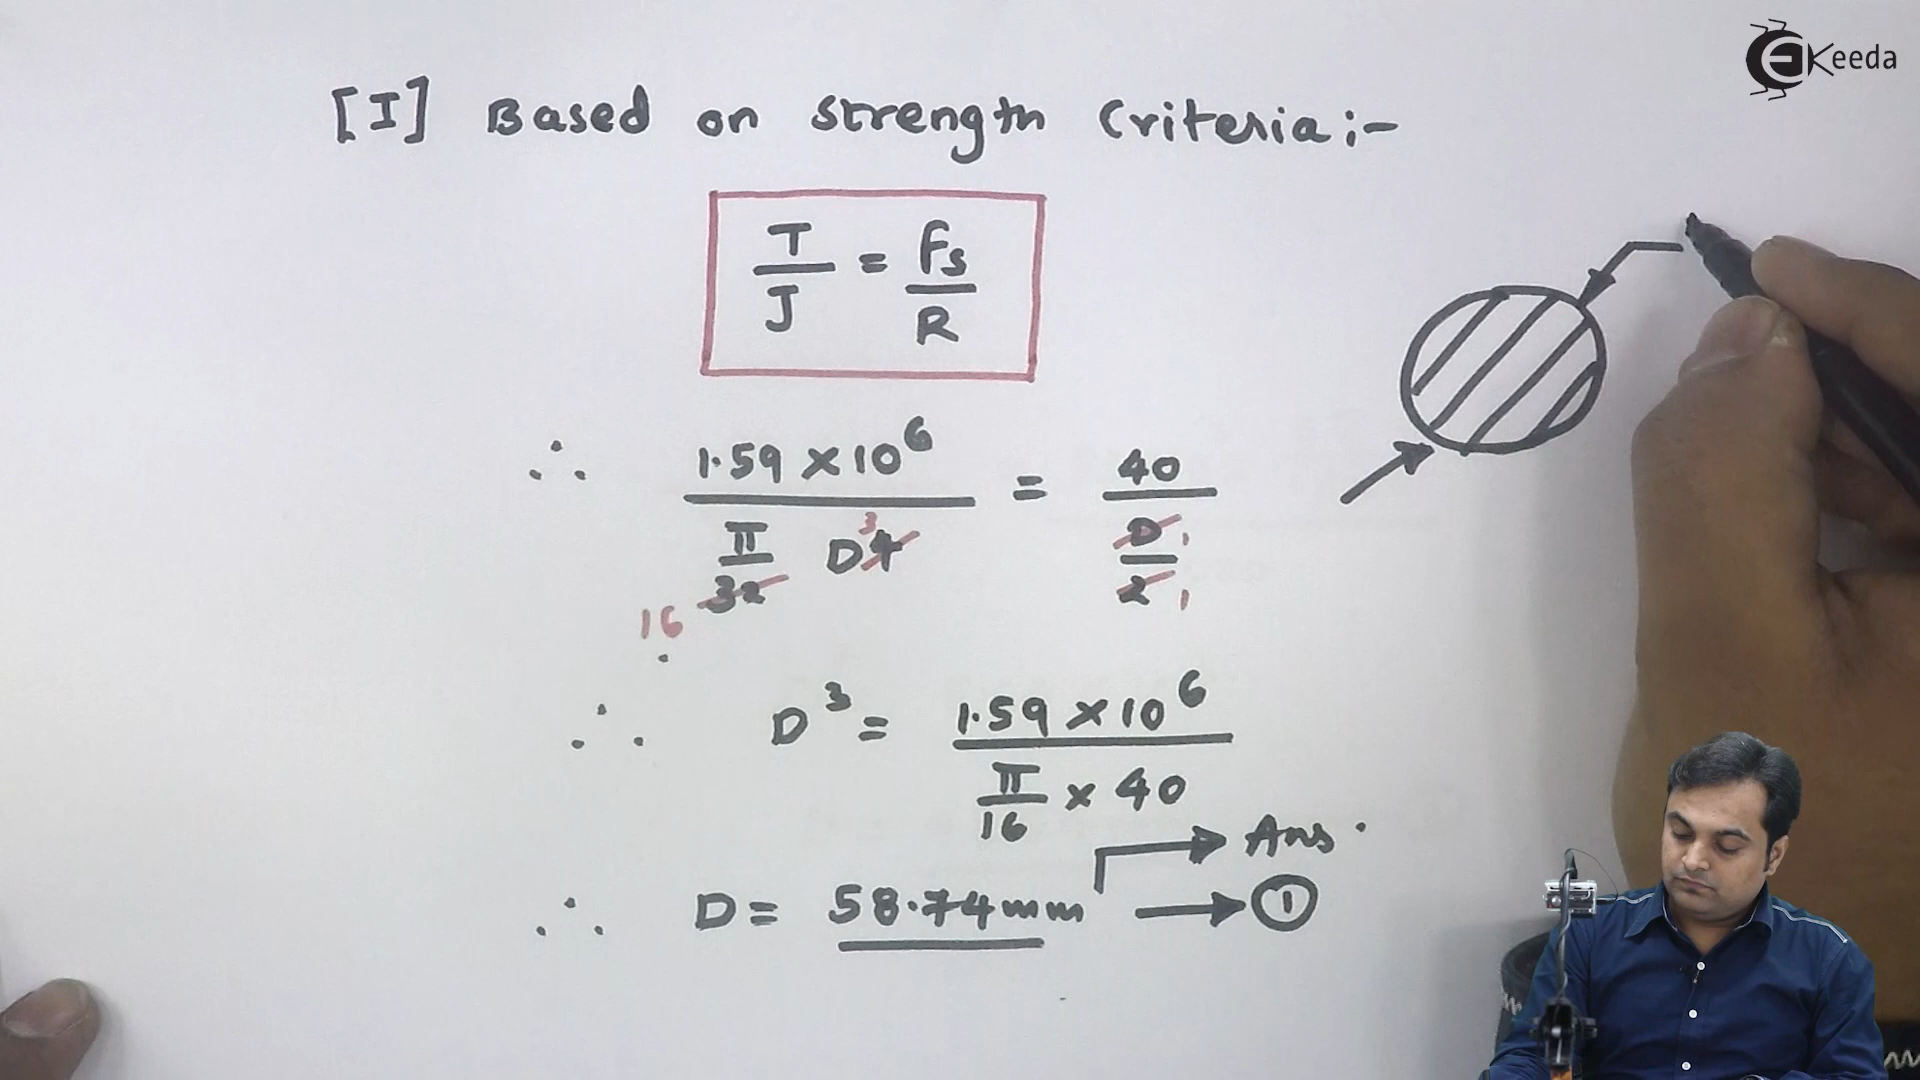 EKeeda
[I] Based on strength Criteria :-
T/J = Fs/R
∴ 1.59 × 10^6 / (π/32 D^4) = 40 / (D/2)
3 1
16 1
∴ D^3 = 1.59 × 10^6 / (π/16 × 40)
Ans.
∴ D = 58.74mm → ①